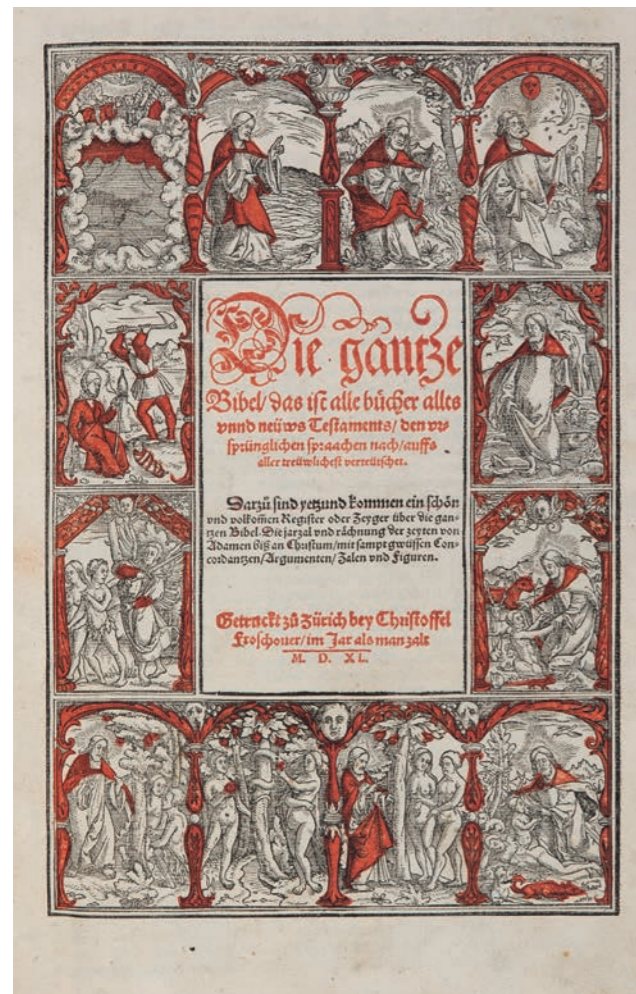 Die gantze
Bibel/ das ist alle bücher altes
vnnd neüws Testaments/ den vr⸗
sprünglichen spraachen nach/ auffs
aller treüwlichest verteütschet.
Darzů sind yetzund kommen ein schön
vnd volkom̃en Register oder Zeyger über die gan⸗
tzen Bibel. Die jarzal vnd rächnung der zeyten von
Adamen biß an Christum/ mit sampt gwüssen Con⸗
cordantzen/ Argumenten/ Zalen vnd Figuren.
Getruckt zů Zürich bey Christoffel
Froschouer/ im Jar als man zalt
M. D. XL.